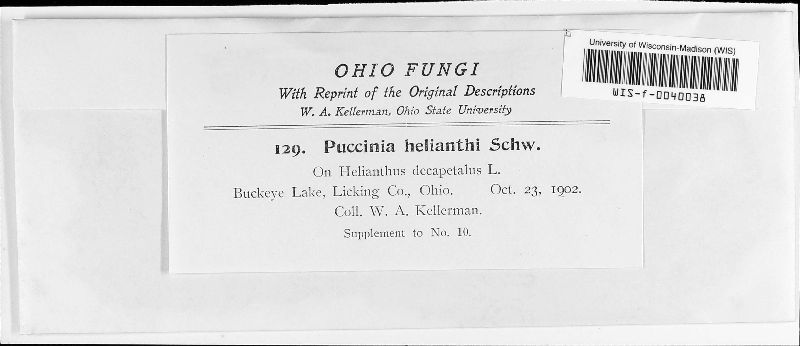 University of Wisconsin-Madison (WIS)
WIS-f-0040038
OHIO FUNGI
With Reprint of the Original Descriptions
W. A. Kellerman, Ohio State University
129. Puccinia helianthi Schw.
On Helianthus decapetalus L.
Buckeye Lake, Licking Co., Ohio. Oct. 23, 1902.
Coll. W. A. Kellerman.
Supplement to No. 10.